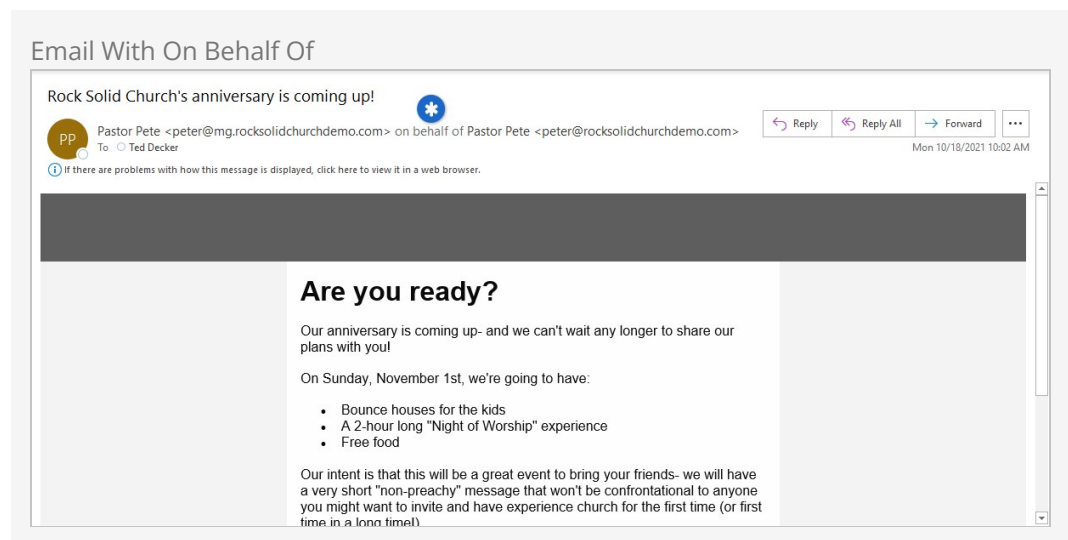 Email With On Behalf Of
Rock Solid Church's anniversary is coming up!
PP
Pastor Pete <peter@mg.rocksolidchurchdemo.com> on behalf of Pastor Pete <peter@rocksolidchurchdemo.com>
Reply
Reply All
Forward
To Ted Decker
Mon 10/18/2021 10:02 AM
If there are problems with how this message is displayed, click here to view it in a web browser.
Are you ready?
Our anniversary is coming up- and we can't wait any longer to share our
plans with you!
On Sunday, November 1st, we're going to have:
• Bounce houses for the kids
• A 2-hour long "Night of Worship" experience
• Free food
Our intent is that this will be a great event to bring your friends- we will have
a very short "non-preachy" message that won't be confrontational to anyone
you might want to invite and have experience church for the first time (or first
time in a long time!)